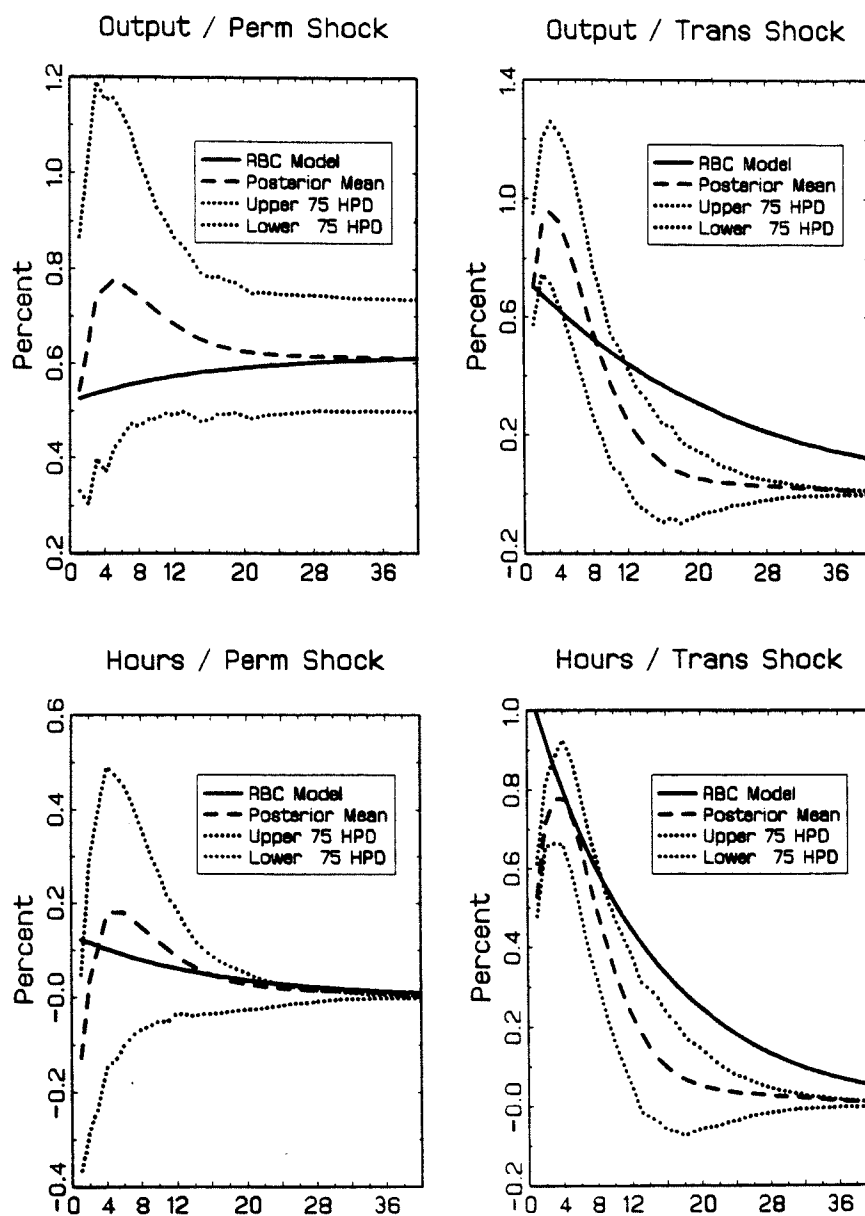 Output / Perm Shock
Percent
1.2
1.0
0.8
0.6
0.4
0.2
RBC Model
Posterior Mean
Upper 75 HPD
Lower 75 HPD
0 4 8 12 20 28 36
Output / Trans Shock
Percent
1.4
1.0
0.6
0.2
-0.2
RBC Model
Posterior Mean
Upper 75 HPD
Lower 75 HPD
0 4 8 12 20 28 36
Hours / Perm Shock
Percent
0.6
0.4
0.2
-0.0
-0.2
-0.4
RBC Model
Posterior Mean
Upper 75 HPD
Lower 75 HPD
0 4 8 12 20 28 36
Hours / Trans Shock
Percent
1.0
0.8
0.6
0.4
0.2
-0.0
-0.2
RBC Model
Posterior Mean
Upper 75 HPD
Lower 75 HPD
0 4 8 12 20 28 36